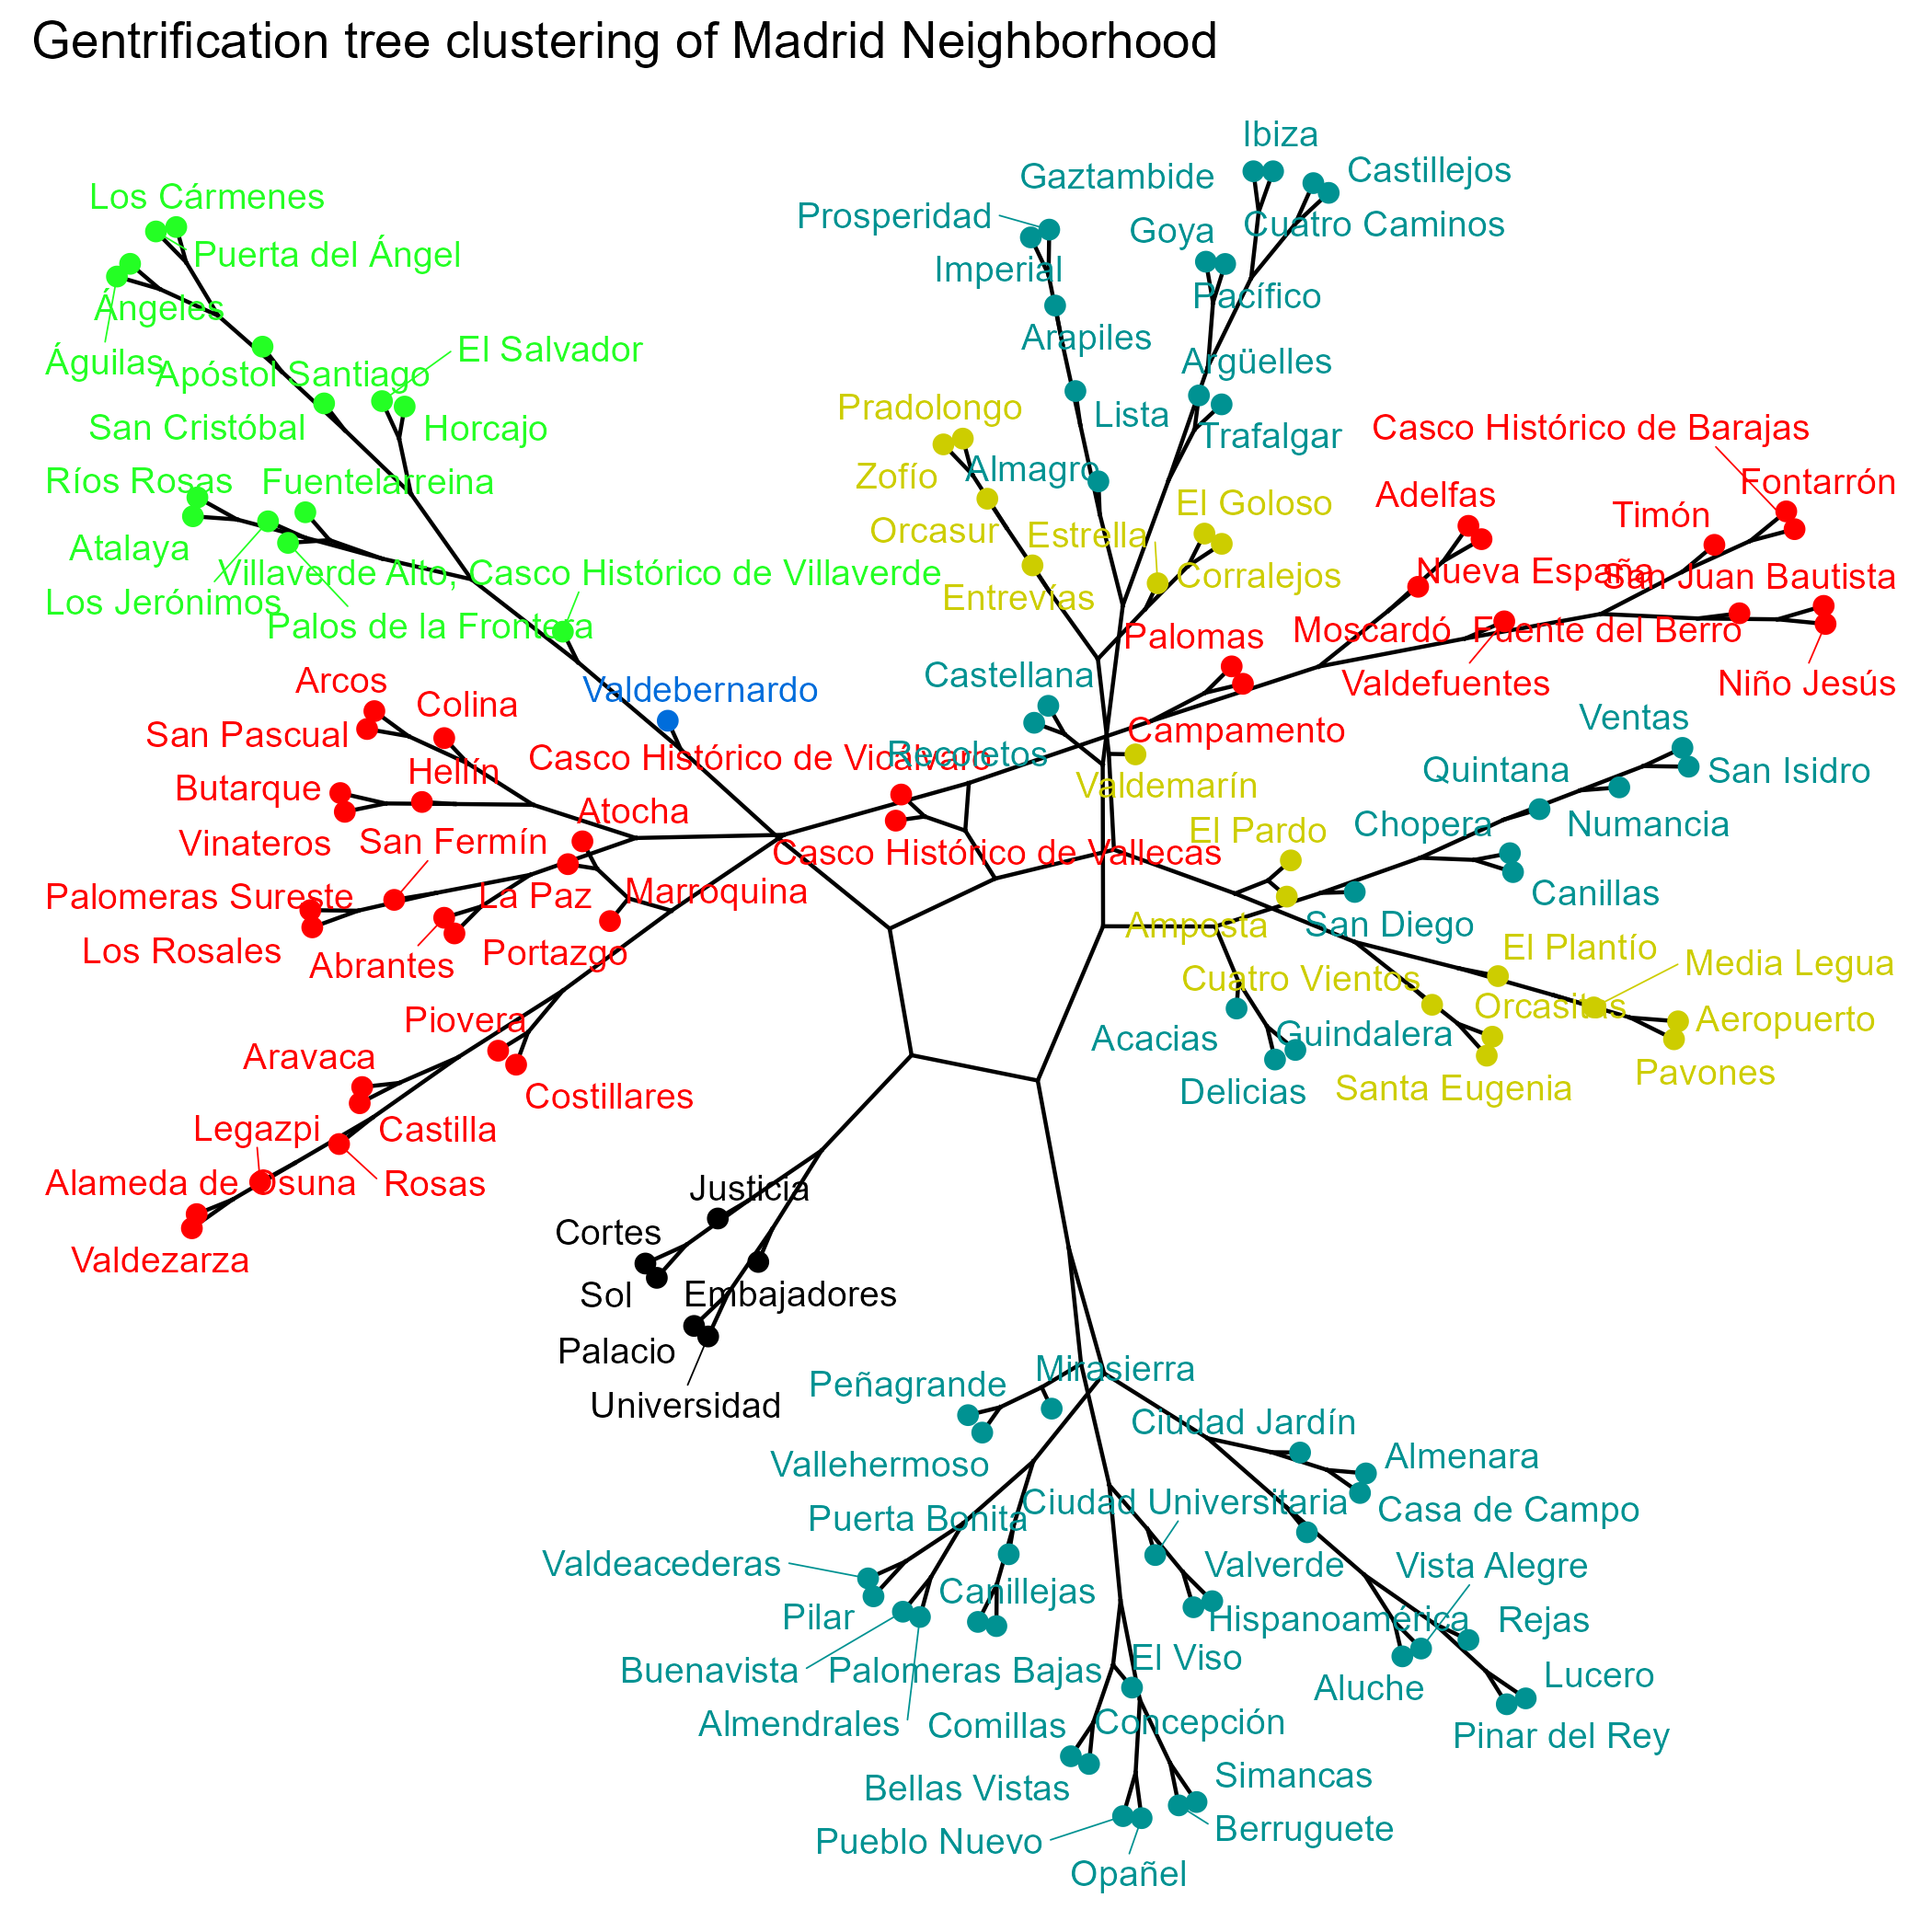 Gentrification tree clustering of Madrid Neighborhood
Ibiza
Gaztambide
Castillejos
Los Cármenes
Prosperidad
Goya
Cuatro Caminos
Puerta del Ángel
Imperial
Pacífico
Ángeles
Arapiles
El Salvador
Águilas
Argüelles
Apóstol Santiago
Pradolongo
Lista
San Cristóbal
Horcajo
Trafalgar
Casco Histórico de Barajas
Ríos Rosas
Fuentelarreina
Zofío
Almagro
El Goloso
Adelfas
Fontarrón
Timón
Orcasur
Estrella
Atalaya
Villaverde Alto, Casco Histórico de Villaverde
Corralejos
Nueva España
San Juan Bautista
Los Jerónimos
Entrevías
Palos de la Frontera
Palomas
Moscardó
Fuente del Berro
Arcos
Castellana
Valdefuentes
Niño Jesús
Valdebernardo
Colina
San Pascual
Campamento
Ventas
Casco Histórico de Vicálvaro
Recoletos
Hellín
Quintana
San Isidro
Butarque
Valdemarín
Atocha
El Pardo
Chopera
Numancia
Vinateros
San Fermín
Casco Histórico de Vallecas
Palomeras Sureste
La Paz
Marroquina
Canillas
Amposta
San Diego
Los Rosales
Abrantes
Portazgo
El Plantío
Media Legua
Cuatro Vientos
Orcasitas
Piovera
Aeropuerto
Acacias
Guindalera
Aravaca
Pavones
Costillares
Delicias
Santa Eugenia
Legazpi
Castilla
Alameda de Osuna
Rosas
Justicia
Cortes
Valdezarza
Sol
Embajadores
Palacio
Mirasierra
Peñagrande
Universidad
Ciudad Jardín
Almenara
Vallehermoso
Ciudad Universitaria
Casa de Campo
Puerta Bonita
Valdeacederas
Valverde
Vista Alegre
Canillejas
Pilar
Hispanoamérica
Rejas
Buenavista
Palomeras Bajas
El Viso
Lucero
Aluche
Almendrales
Comillas
Concepción
Pinar del Rey
Bellas Vistas
Simancas
Pueblo Nuevo
Berruguete
Opañel